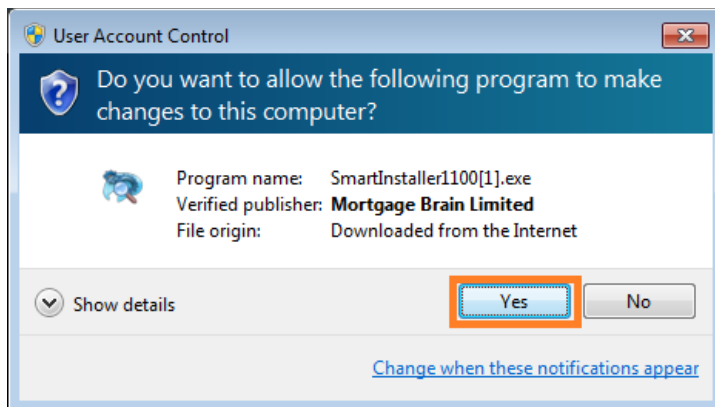 User Account Control
Do you want to allow the following program to make
changes to this computer?
Program name: SmartInstaller1100[1].exe
Verified publisher: Mortgage Brain Limited
File origin: Downloaded from the Internet
Show details
Yes
No
Change when these notifications appear